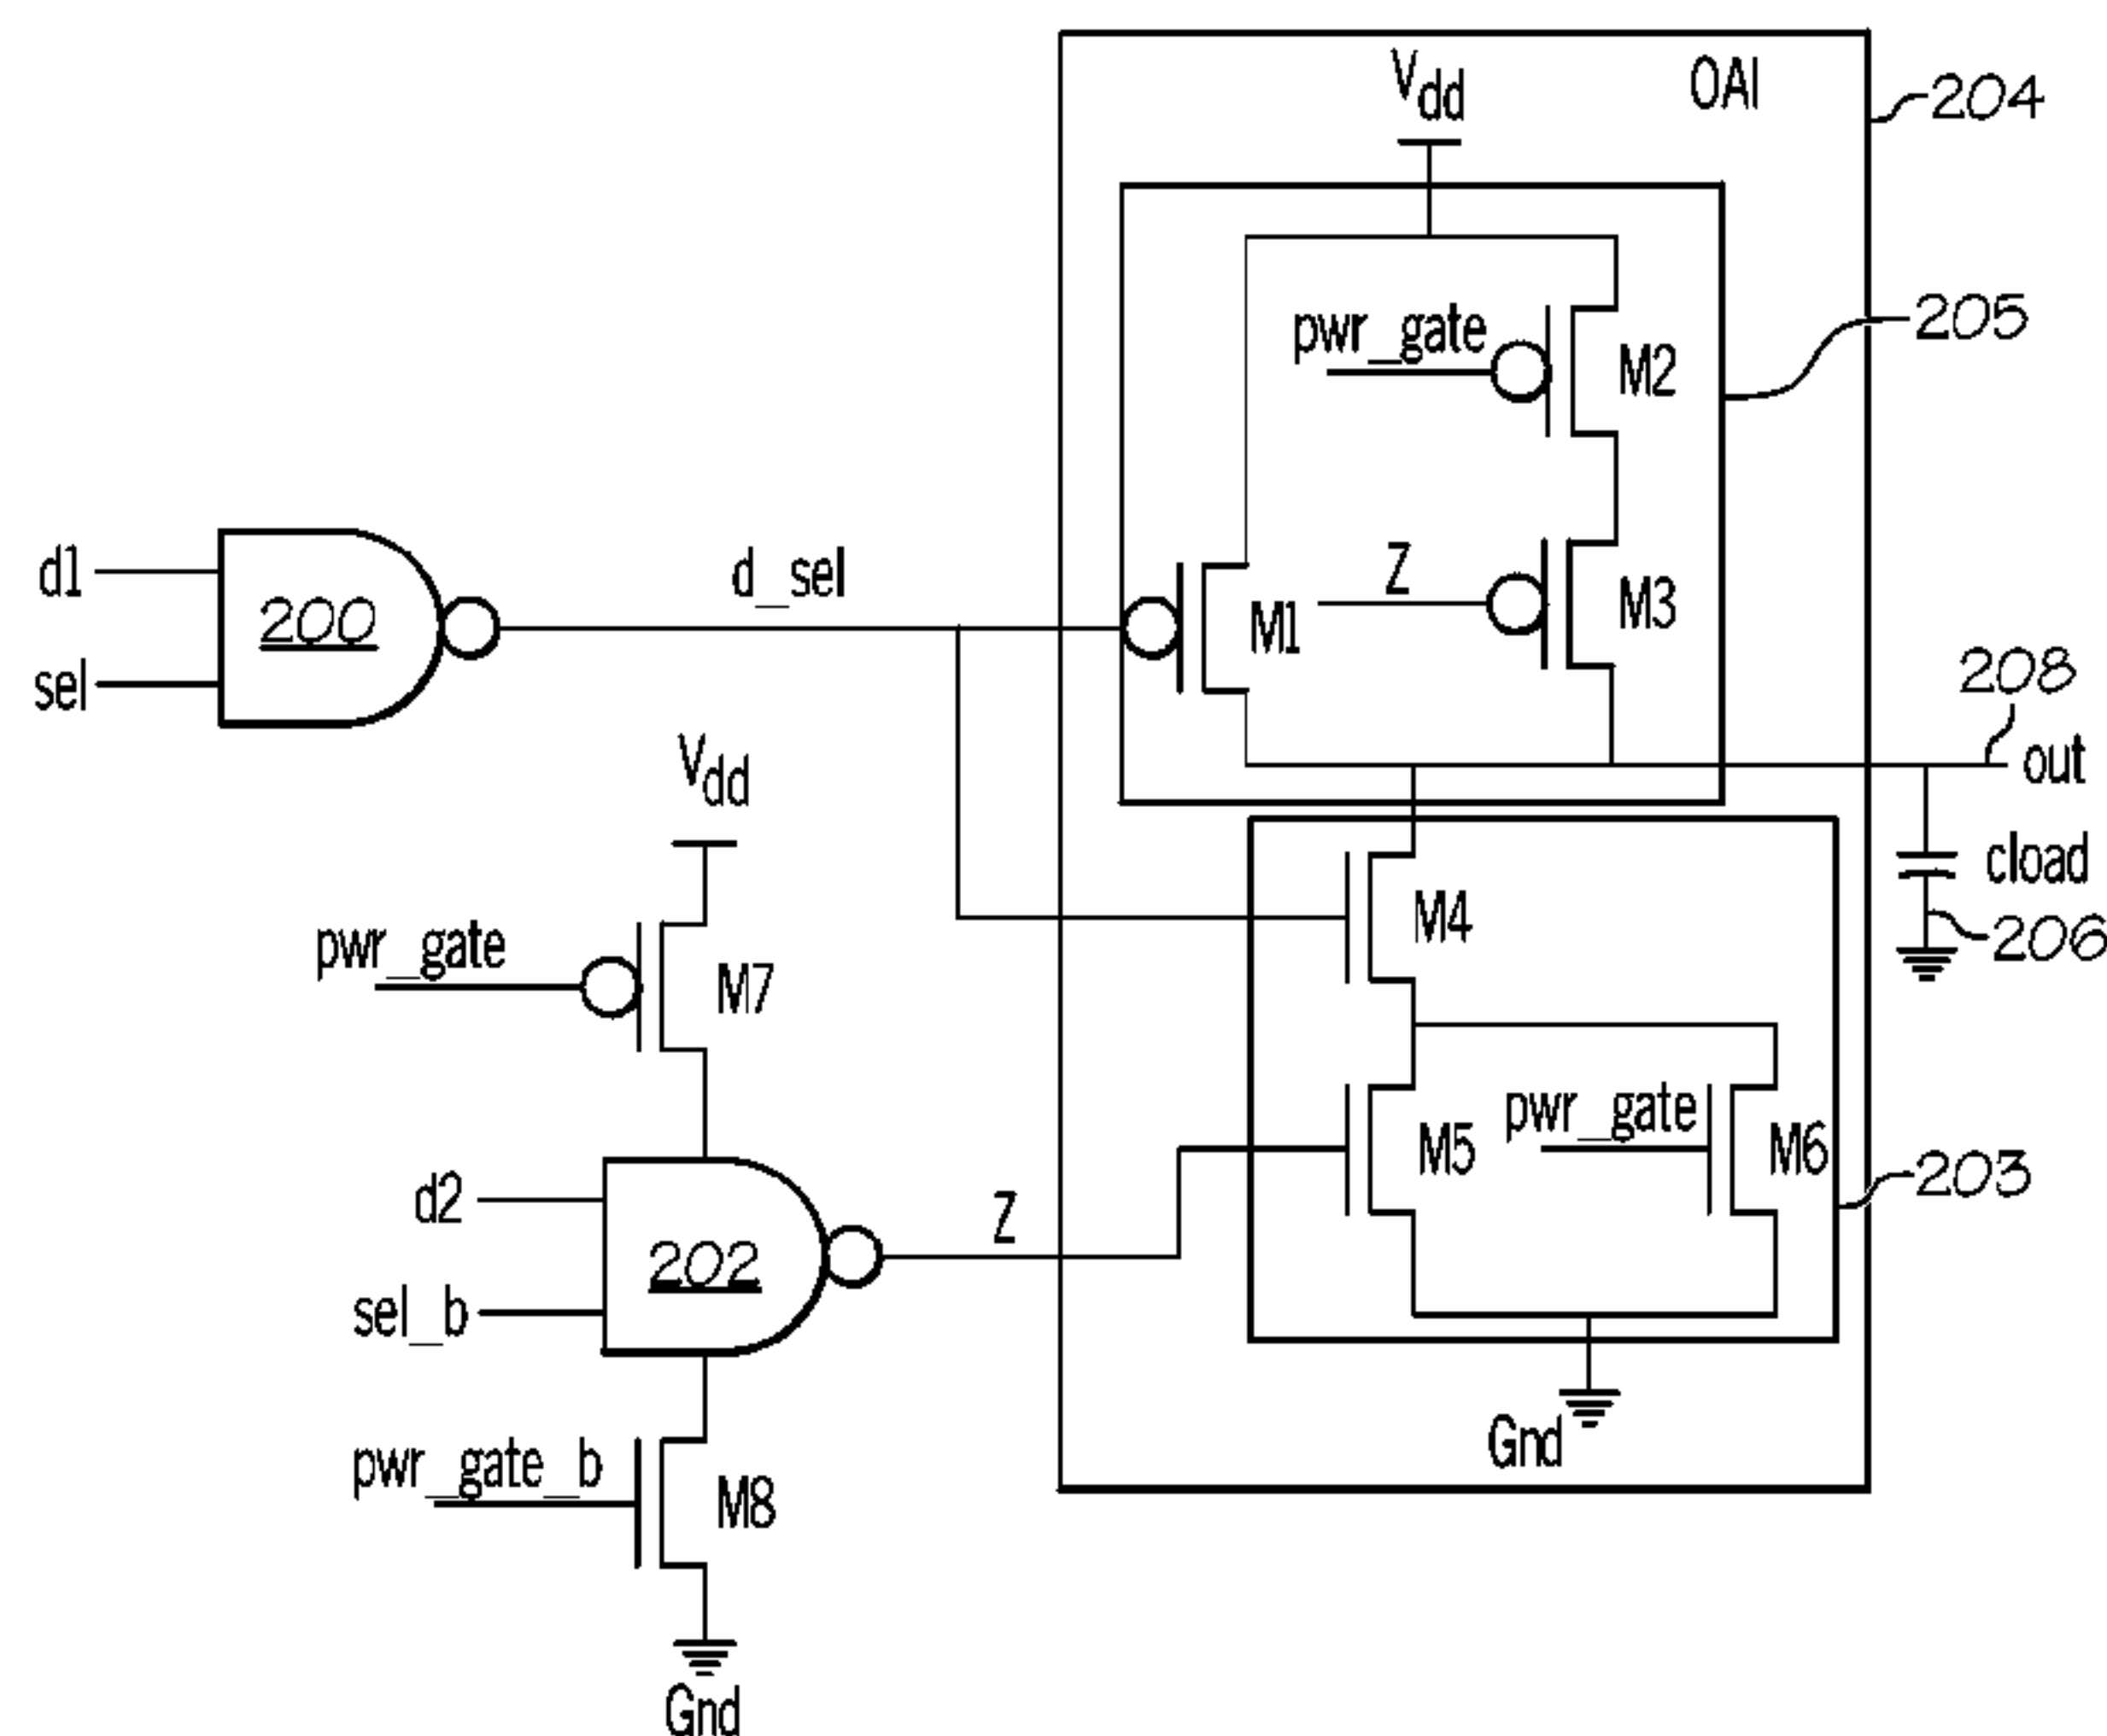 Vdd
OAI
204
205
pwr_gate
M2
d1
200
sel
d_sel
M1
Z
M3
208
out
Vdd
cload
206
pwr_gate
M7
M4
d2
202
sel_b
Z
M5
pwr_gate
M6
203
Gnd
pwr_gate_b
M8
Gnd